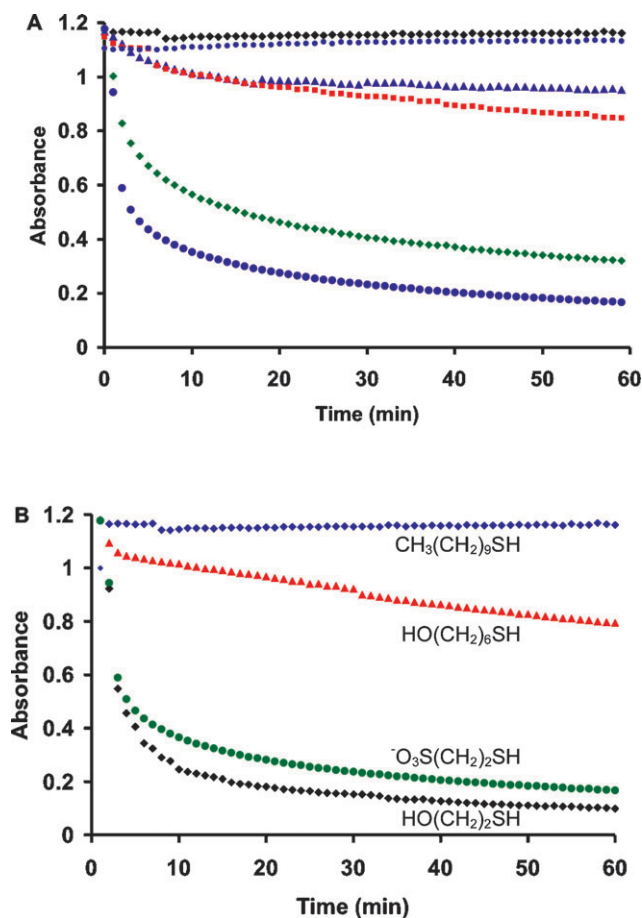 A
1.2
1
0.8
0.6
0.4
0.2
0
Absorbance
0 10 20 30 40 50 60
Time (min)
B
1.2
1
0.8
0.6
0.4
0.2
0
Absorbance
CH₃(CH₂)₉SH
HO(CH₂)₆SH
⁻O₃S(CH₂)₂SH
HO(CH₂)₂SH
0 10 20 30 40 50 60
Time (min)